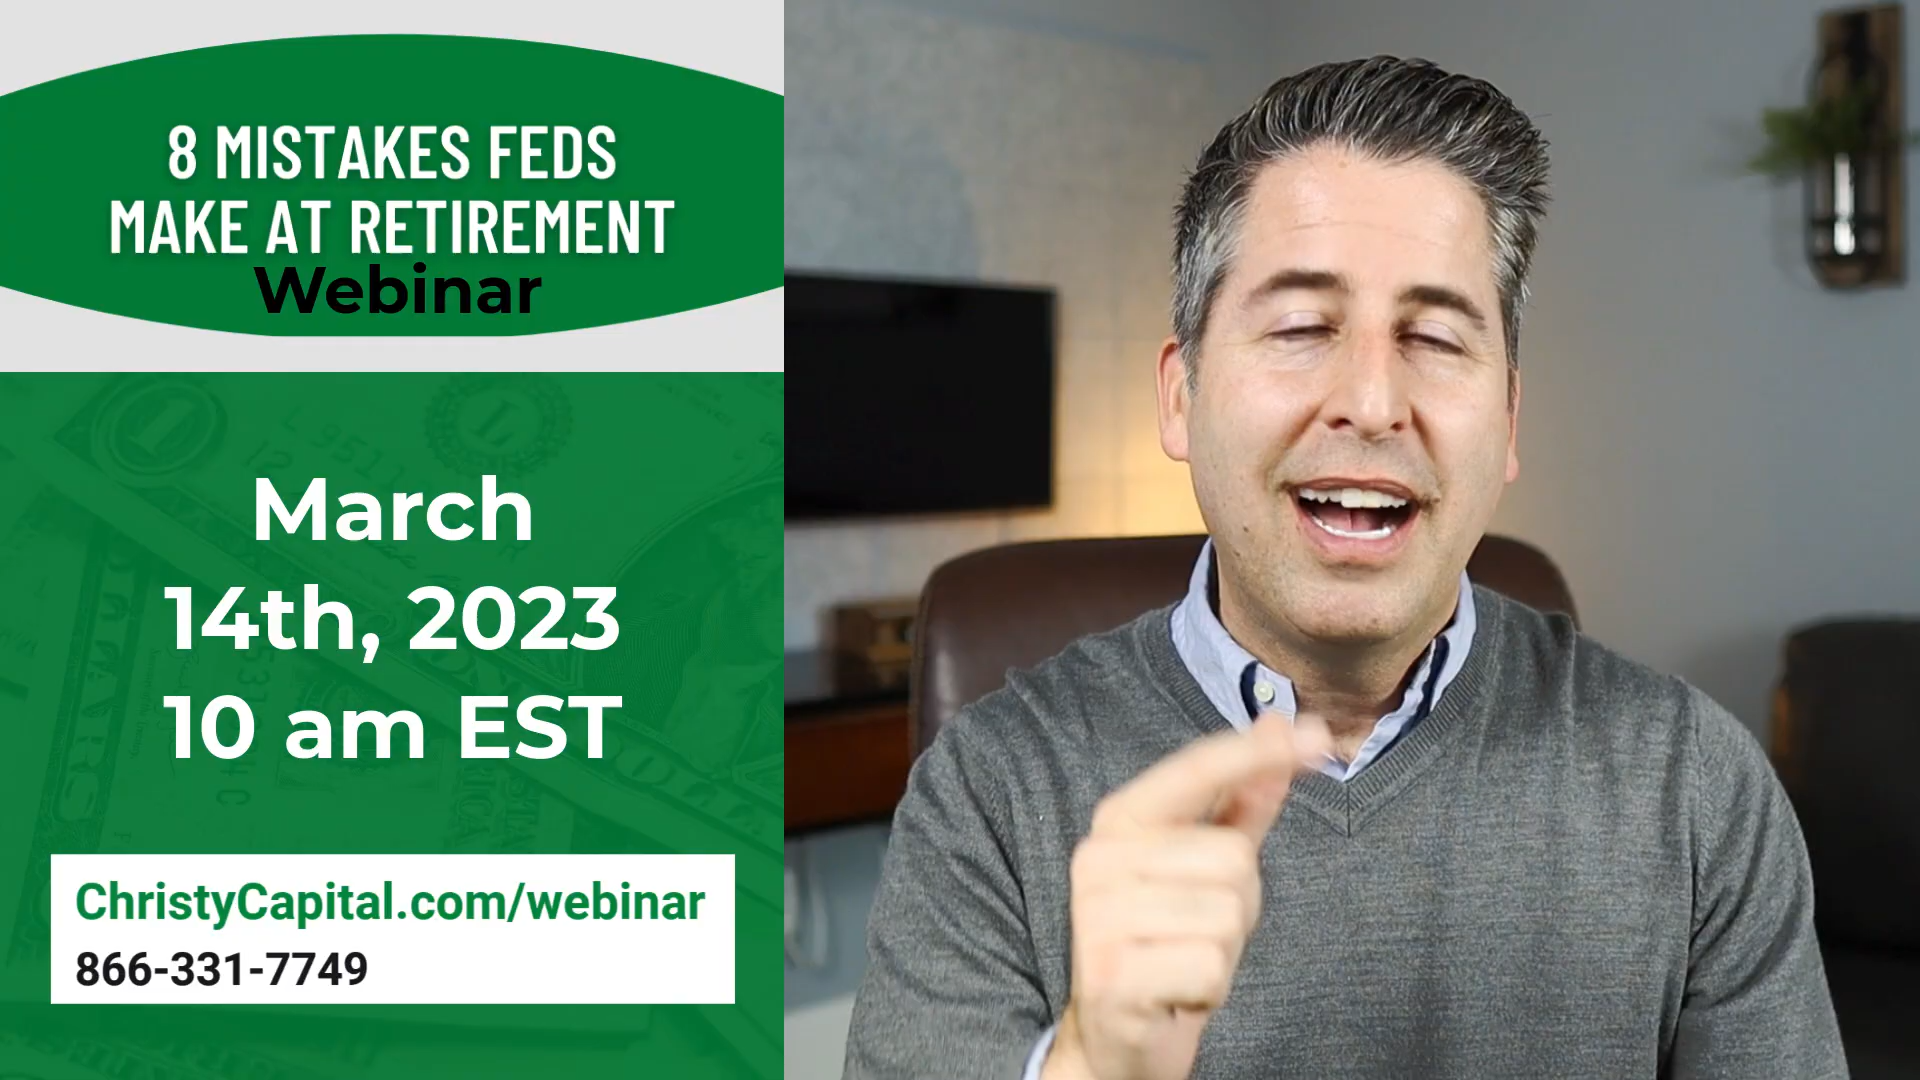 8 MISTAKES FEDS
MAKE AT RETIREMENT
Webinar
March
14th, 2023
10 am EST
ChristyCapital.com/webinar
866-331-7749